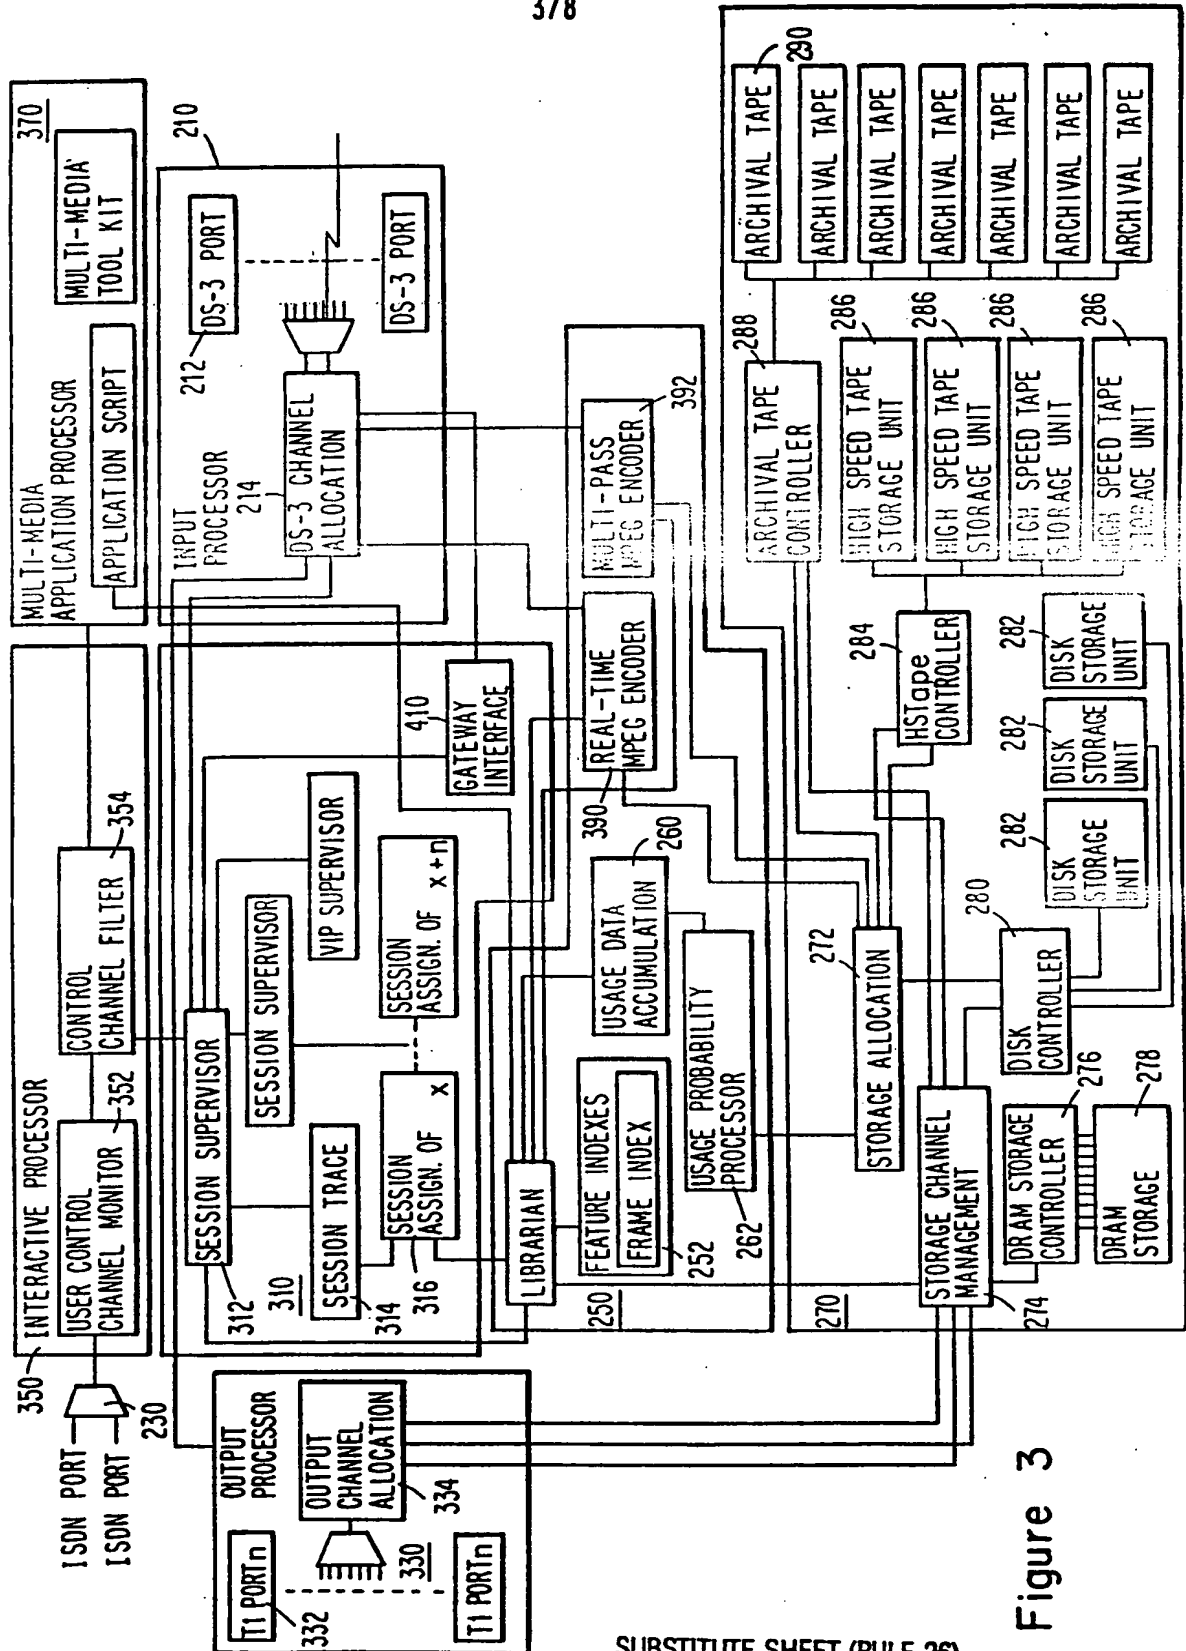 3/8
ISDN PORT
ISDN PORT
230
350
INTERACTIVE PROCESSOR
USER CONTROL
CHANNEL MONITOR
352
CONTROL
CHANNEL FILTER
354
MULTI-MEDIA
APPLICATION PROCESSOR
370
APPLICATION SCRIPT
MULTI-MEDIA
TOOL KIT
OUTPUT
PROCESSOR
T1 PORTn
332
T1 PORTn
330
OUTPUT
CHANNEL
ALLOCATION
334
SESSION SUPERVISOR
312
310
SESSION SUPERVISOR
VIP SUPERVISOR
SESSION TRACE
314
SESSION
ASSIGN. OF X
316
SESSION
ASSIGN. OF X+n
410
GATEWAY
INTERFACE
INPUT
PROCESSOR
210
214
DS-3 CHANNEL
ALLOCATION
212
DS-3 PORT
DS-3 PORT
LIBRARIAN
250
FEATURE INDEXES
FRAME INDEX
252
USAGE DATA
ACCUMULATION
260
USAGE PROBABILITY
PROCESSOR
262
390
REAL-TIME
MPEG ENCODER
MULTI-PASS
MPEG ENCODER
392
270
STORAGE CHANNEL
MANAGEMENT
274
STORAGE ALLOCATION
272
DRAM STORAGE
CONTROLLER
276
DRAM
STORAGE
278
DISK
CONTROLLER
280
DISK
STORAGE
UNIT
282
DISK
STORAGE
UNIT
282
DISK
STORAGE
UNIT
282
HSTape
CONTROLLER
284
ARCHIVAL TAPE
CONTROLLER
288
HIGH SPEED TAPE
STORAGE UNIT
286
HIGH SPEED TAPE
STORAGE UNIT
286
HIGH SPEED TAPE
STORAGE UNIT
286
HIGH SPEED TAPE
STORAGE UNIT
286
ARCHIVAL TAPE
290
ARCHIVAL TAPE
ARCHIVAL TAPE
ARCHIVAL TAPE
ARCHIVAL TAPE
ARCHIVAL TAPE
ARCHIVAL TAPE
Figure 3
SUBSTITUTE SHEET (RULE 26)